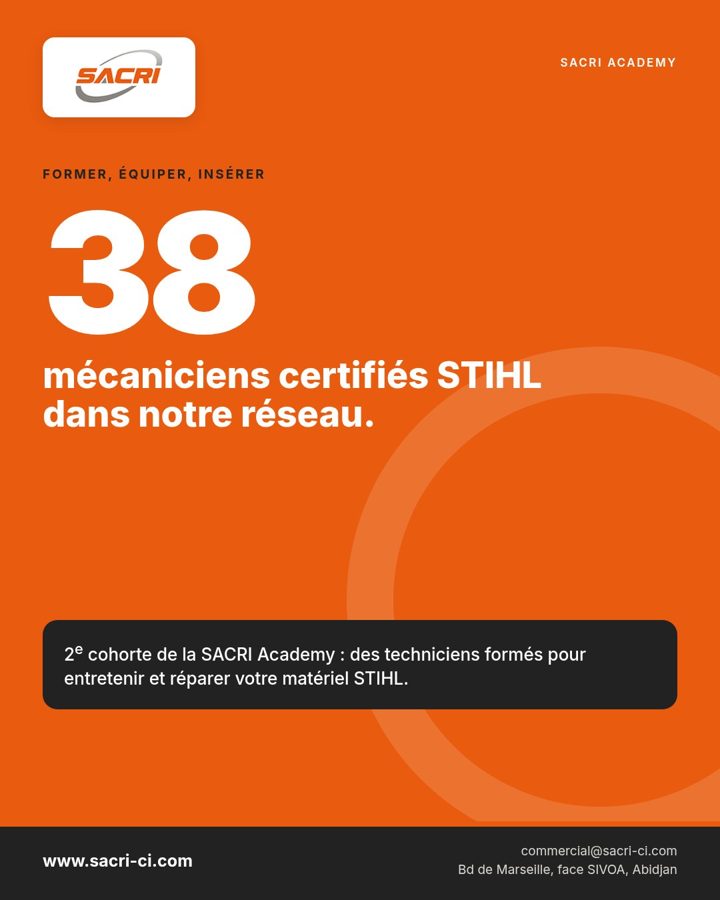 SACRI
SACRI ACADEMY
FORMER, ÉQUIPER, INSÉRER
38
mécaniciens certifiés STIHL
dans notre réseau.
2e cohorte de la SACRI Academy : des techniciens formés pour
entretenir et réparer votre matériel STIHL.
www.sacri-ci.com
commercial@sacri-ci.com
Bd de Marseille, face SIVOA, Abidjan